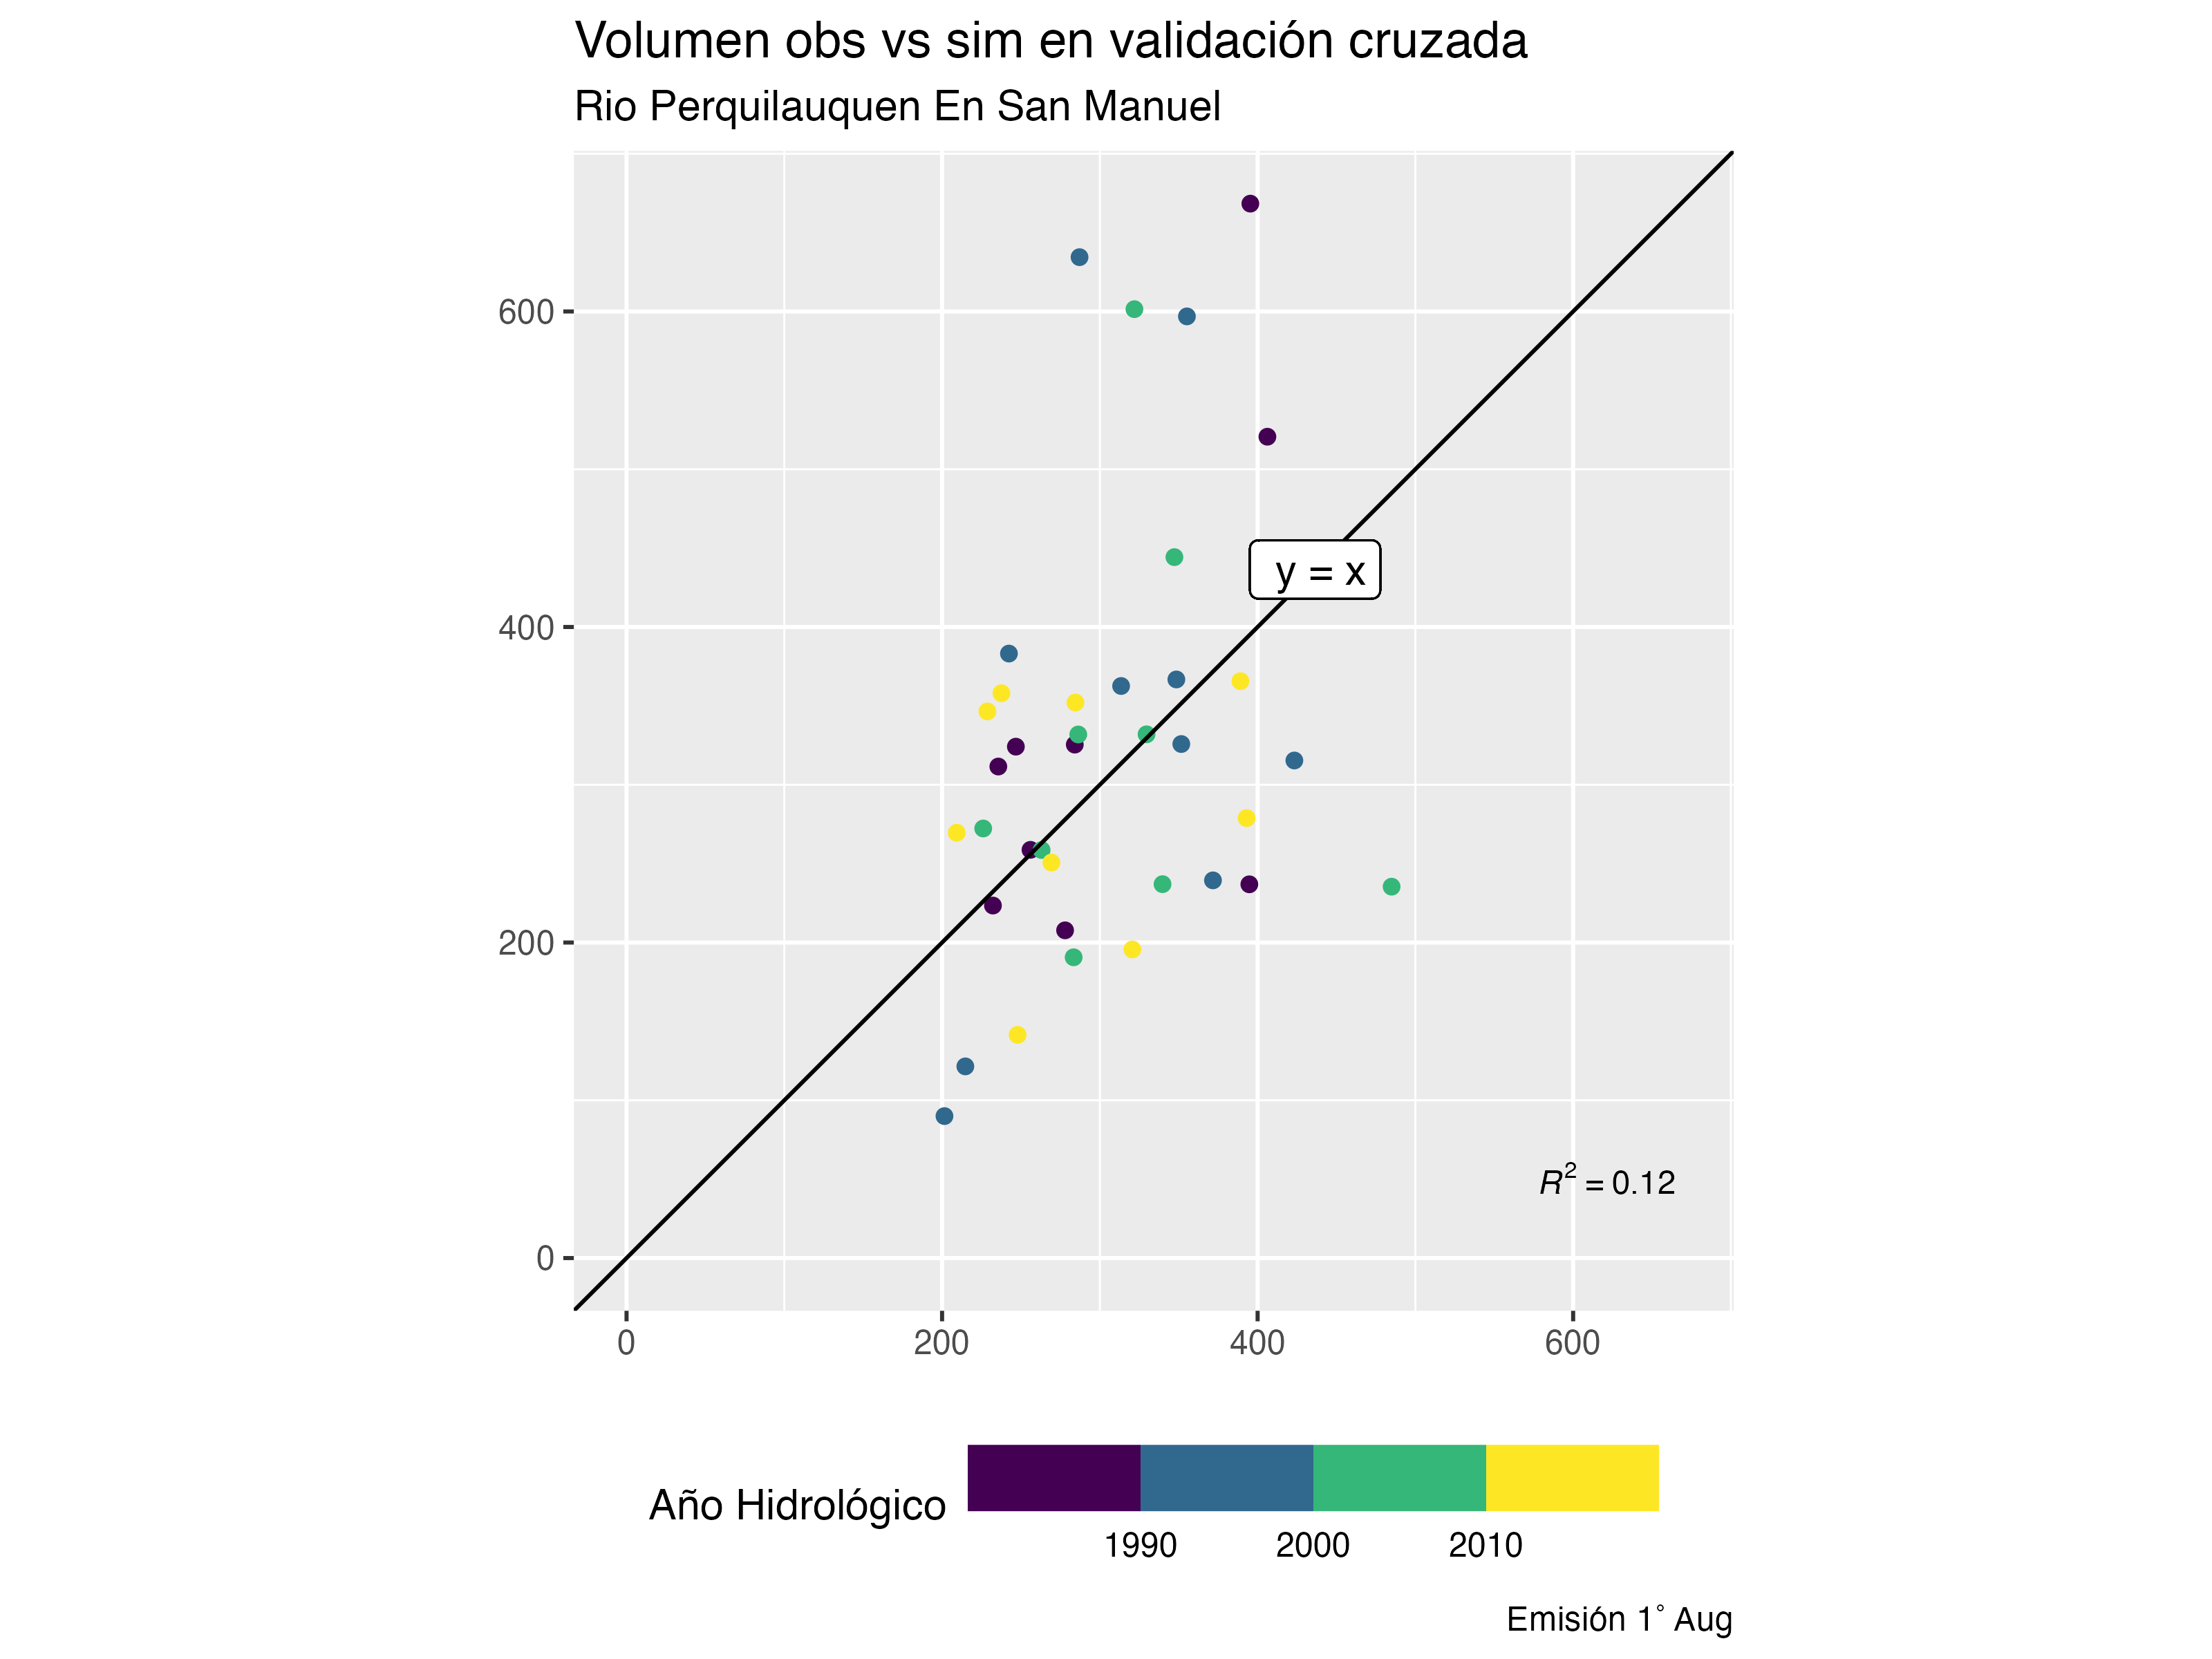 Volumen obs vs sim en validación cruzada
Rio Perquilauquen En San Manuel
600
400
200
0
y = x
R² = 0.12
0 200 400 600
Año Hidrológico
1990 2000 2010
Emisión 1° Aug